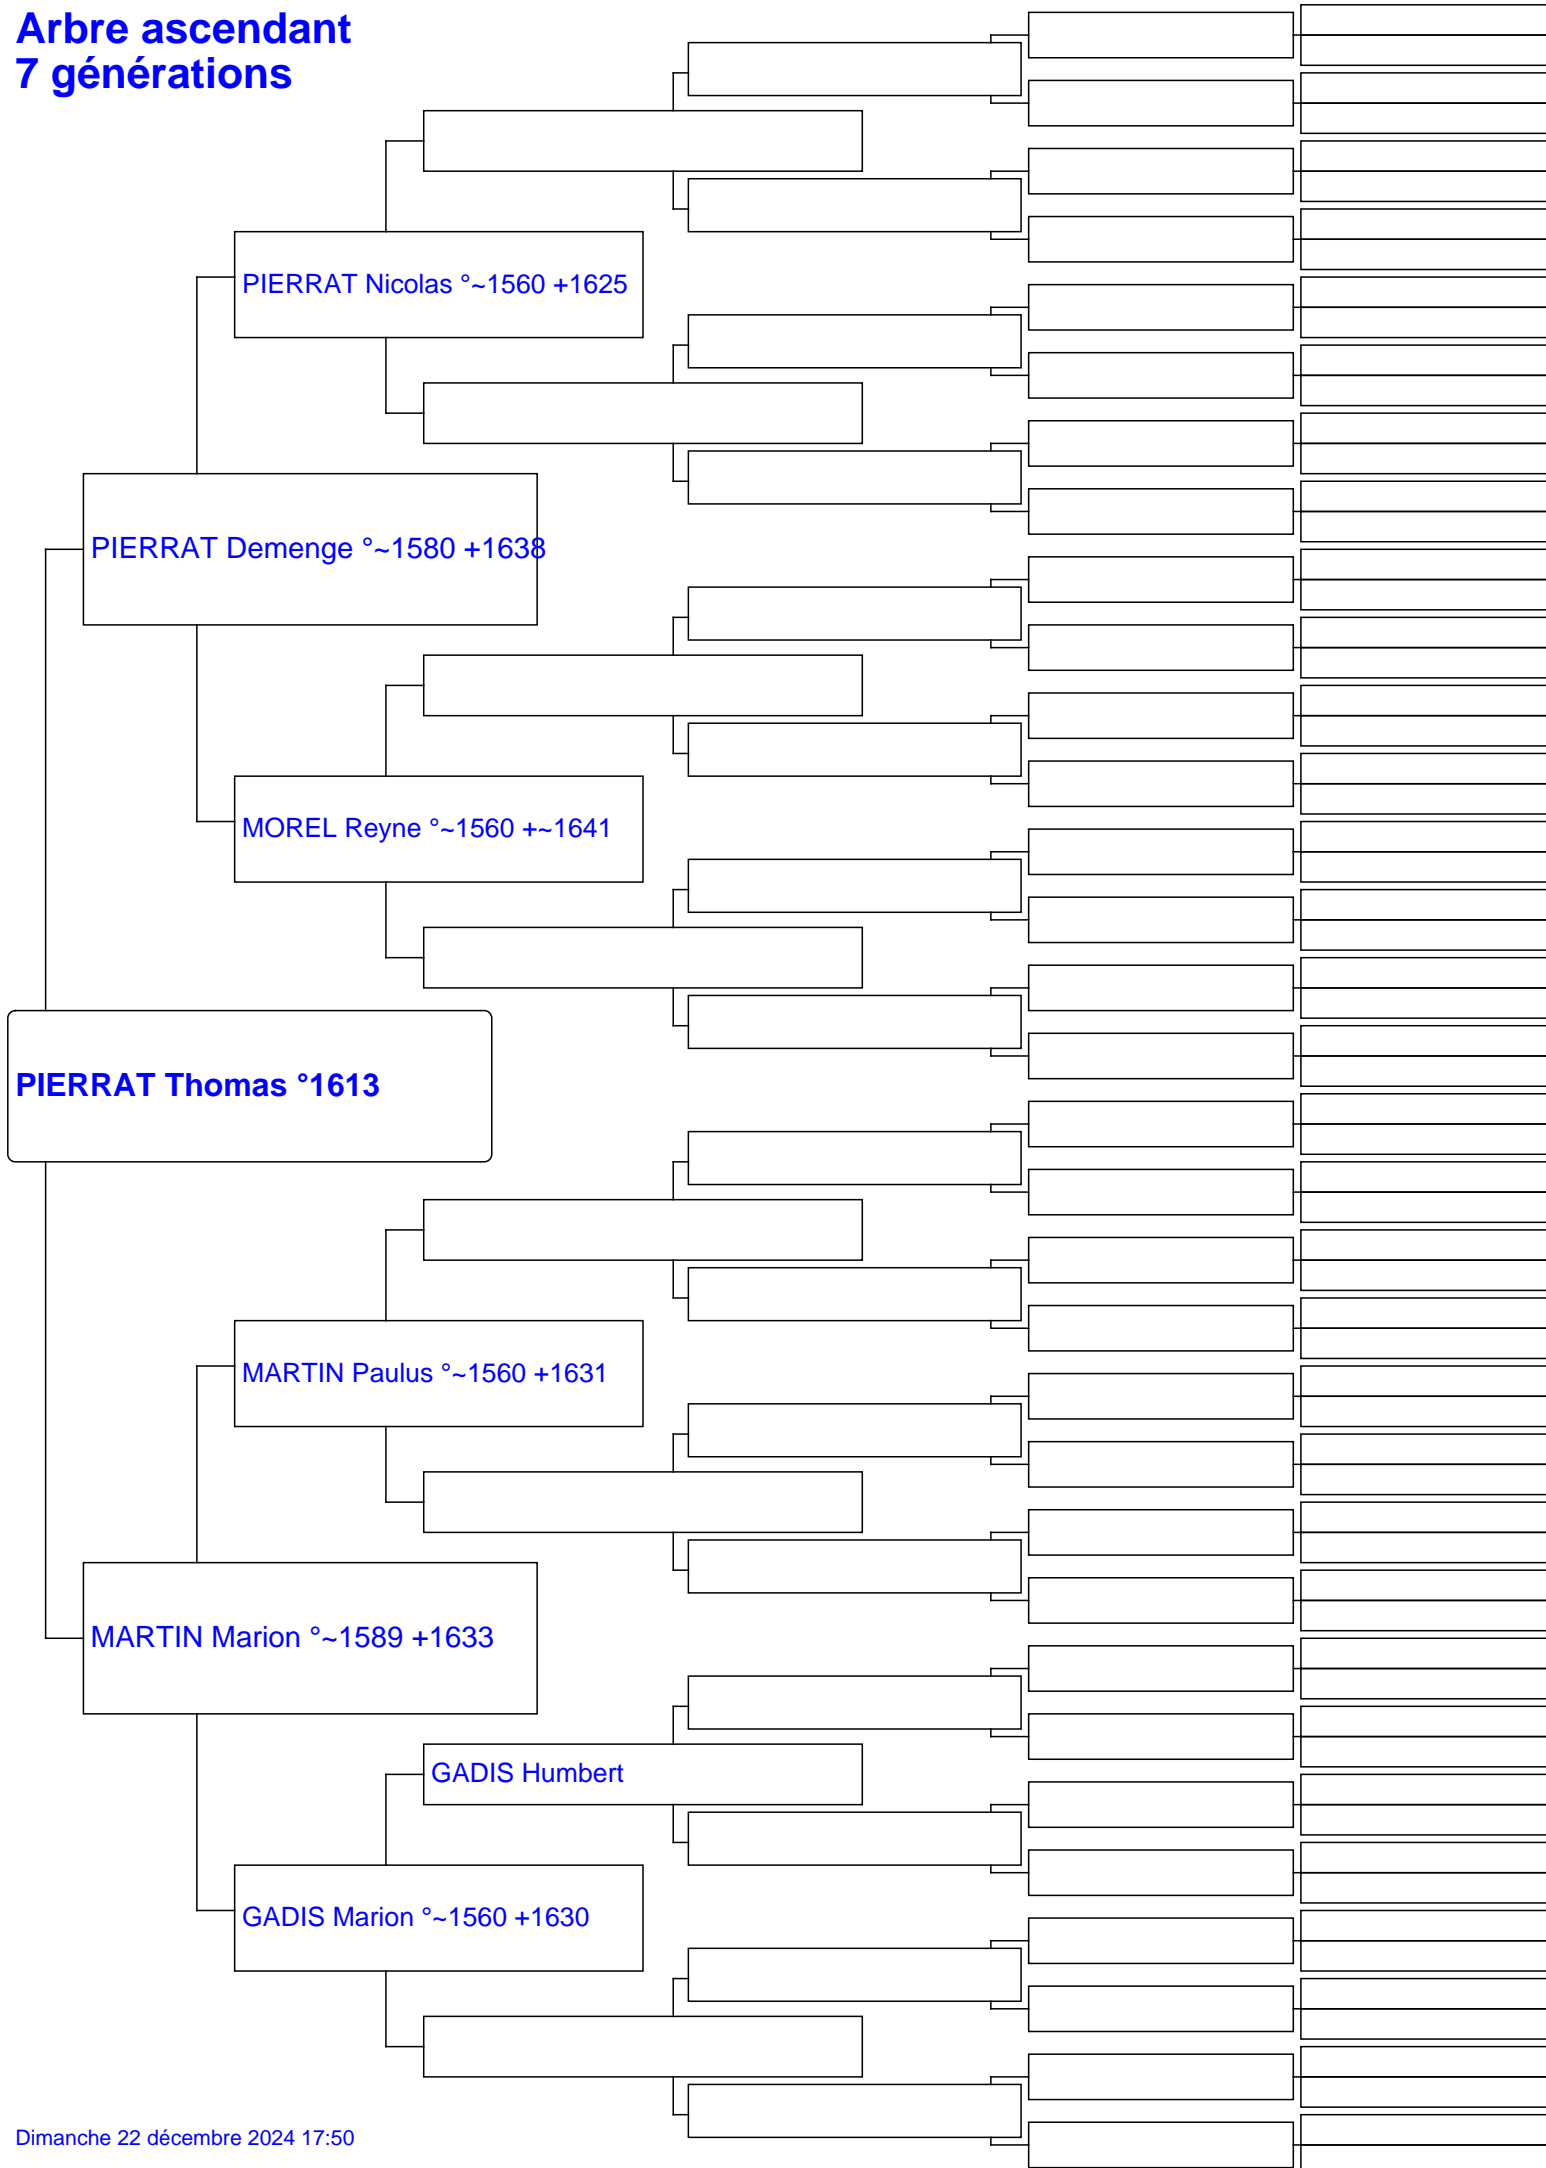 Arbre ascendant
7 générations
PIERRAT Nicolas °~1560 +1625
PIERRAT Demenge °~1580 +1638
MOREL Reyne °~1560 +~1641
PIERRAT Thomas °1613
MARTIN Paulus °~1560 +1631
MARTIN Marion °~1589 +1633
GADIS Humbert
GADIS Marion °~1560 +1630
Dimanche 22 décembre 2024 17:50